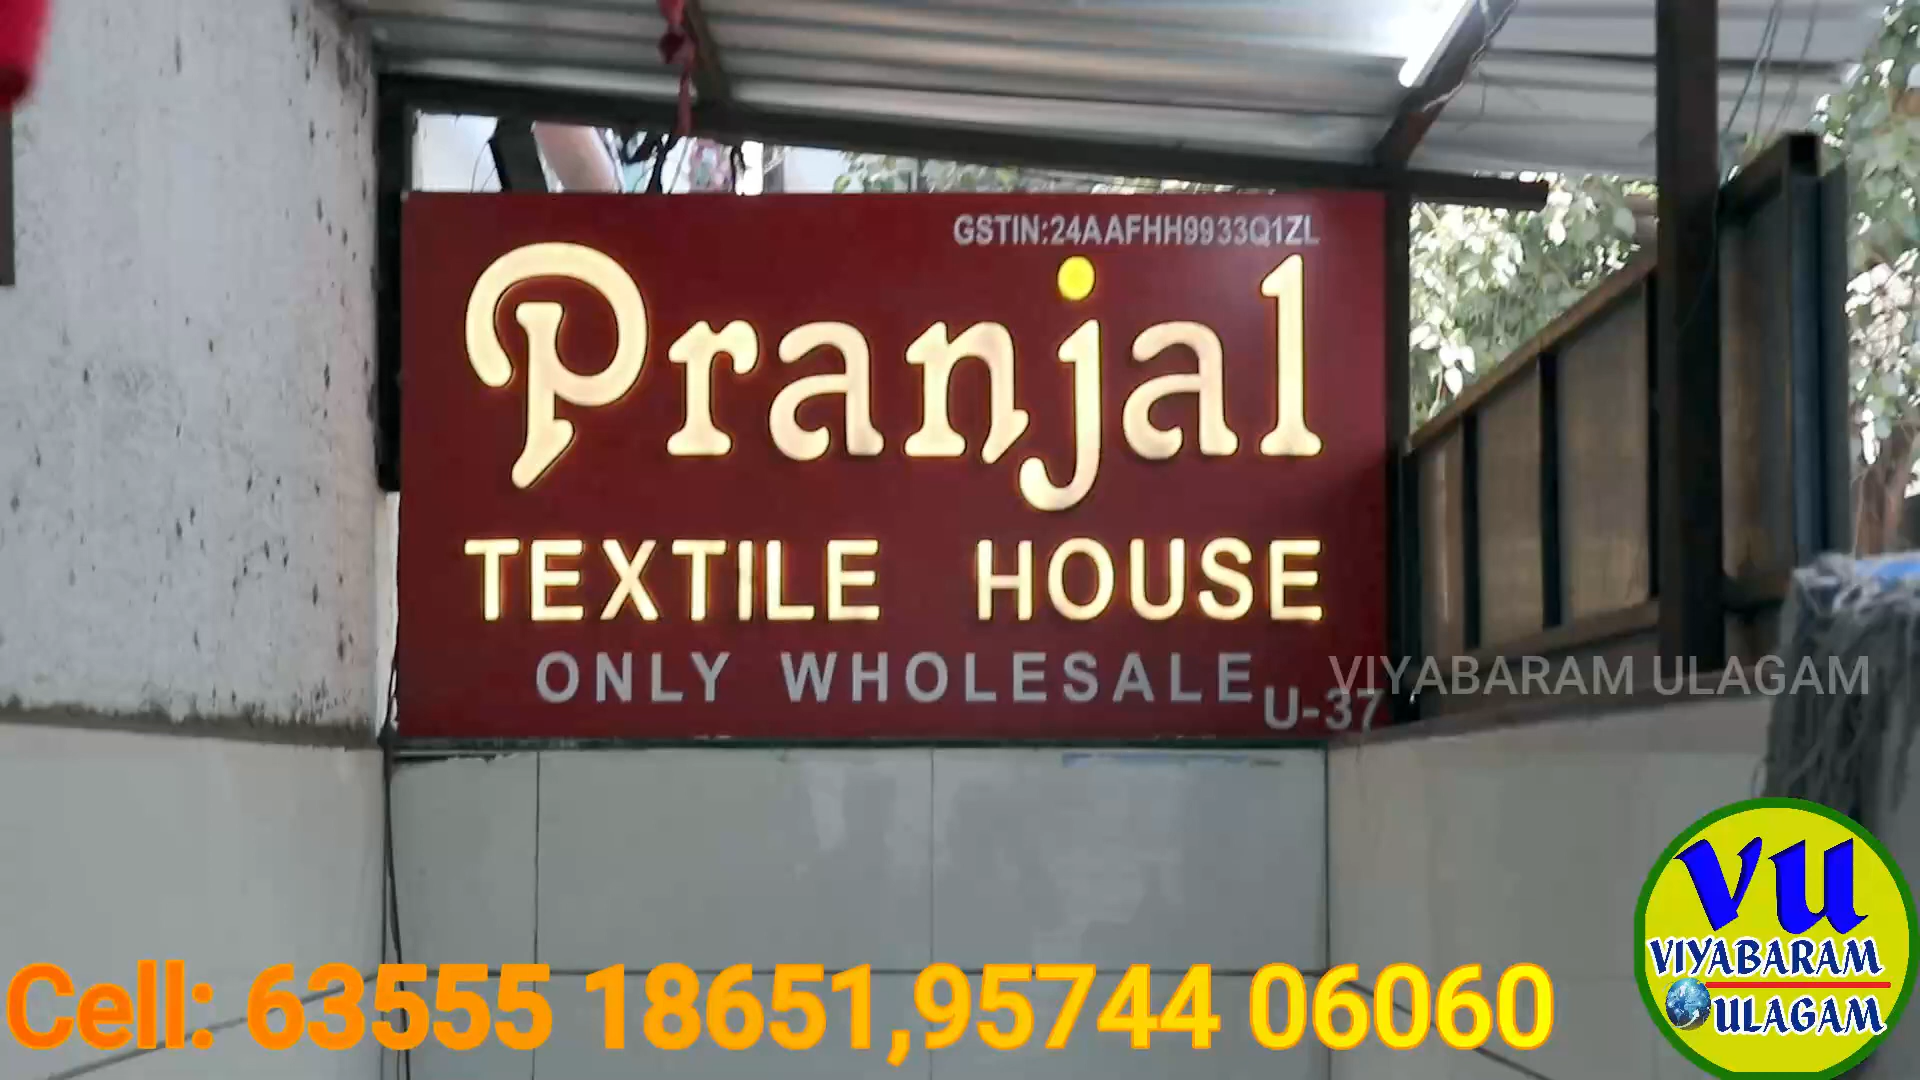 GSTIN:24AAFHH9933Q1ZL
Pranjal
TEXTILE HOUSE
ONLY WHOLESALE
U-37
VIYABARAM ULAGAM
vu
VIYABARAM
ULAGAM
Cell: 63555 18651,95744 06060